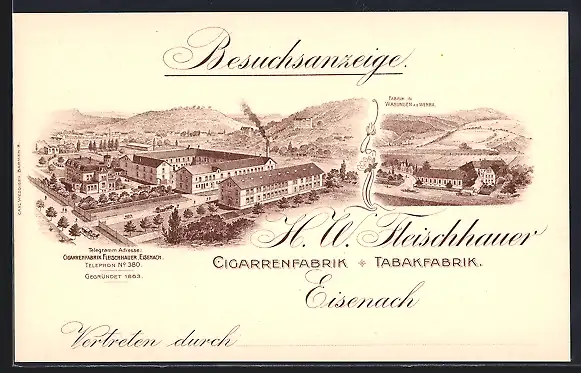 Besuchsanzeige.
Fabrik in
WASUNGEN a/d WERRA.
H. W. Fleischhauer
CIGARRENFABRIK TABAKFABRIK.
Eisenach
Telegramm Adresse:
CIGARRENFABRIK FLEISCHHAUER, EISENACH.
TELEPHON No 380.
GEGRÜNDET 1863.
Vertreten durch